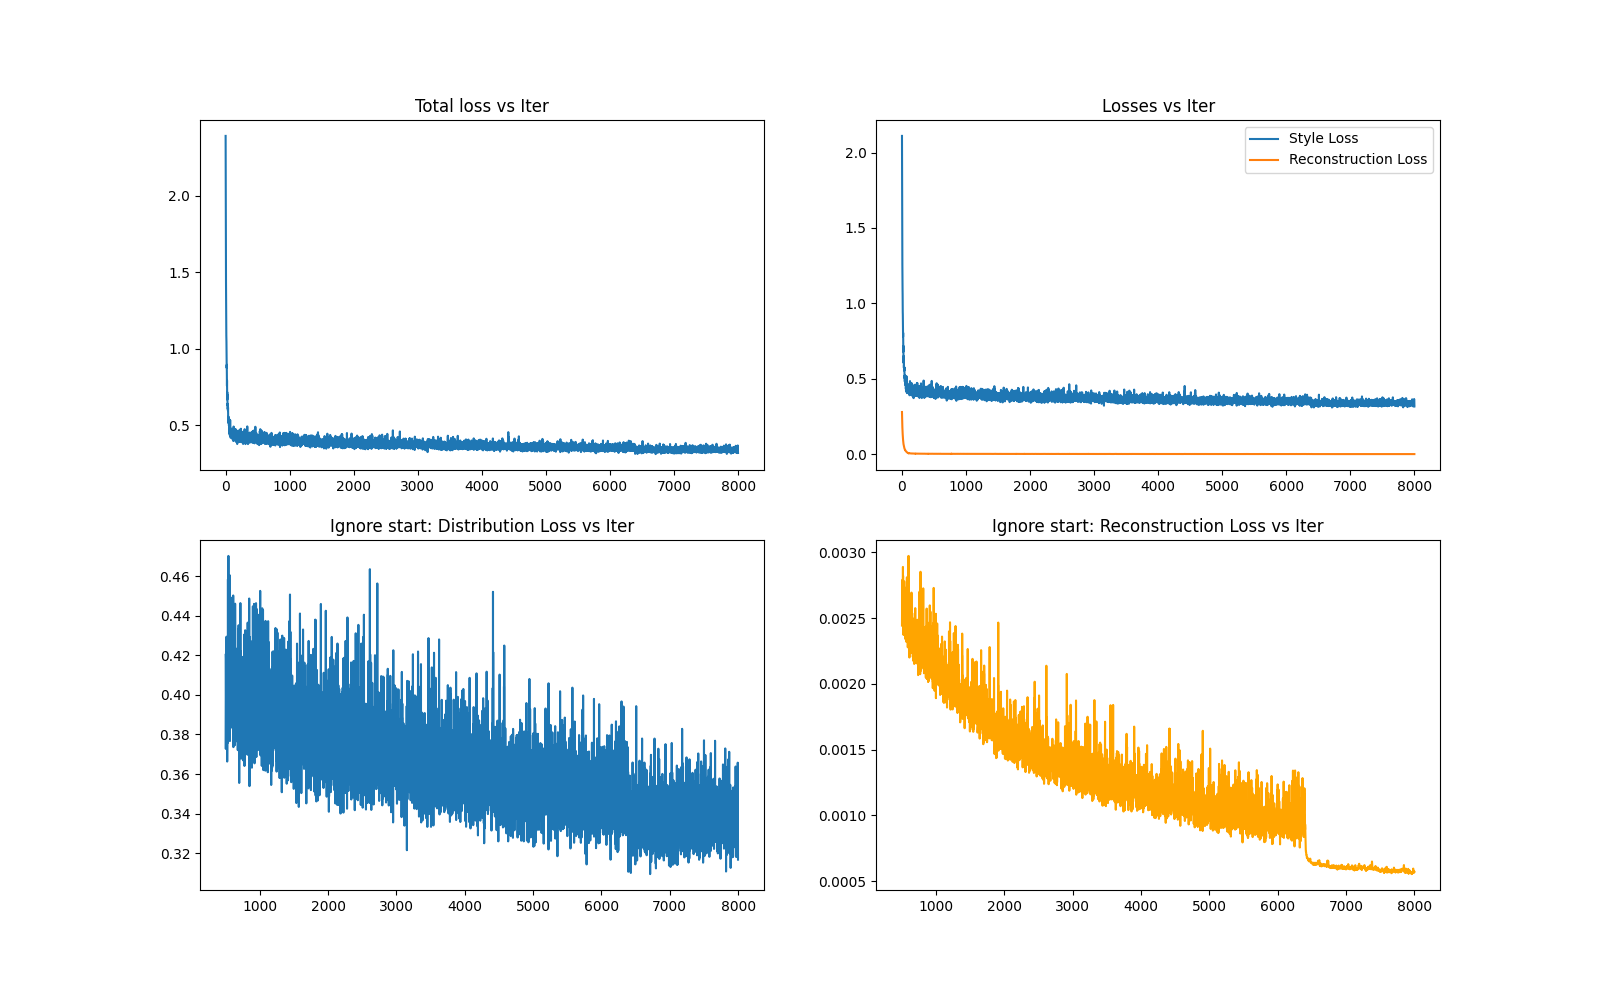 Total loss vs Iter
2.0
1.5
1.0
0.5
0 1000 2000 3000 4000 5000 6000 7000 8000
Losses vs Iter
Style Loss
Reconstruction Loss
2.0
1.5
1.0
0.5
0.0
0 1000 2000 3000 4000 5000 6000 7000 8000
Ignore start: Distribution Loss vs Iter
0.46
0.44
0.42
0.40
0.38
0.36
0.34
0.32
1000 2000 3000 4000 5000 6000 7000 8000
Ignore start: Reconstruction Loss vs Iter
0.0030
0.0025
0.0020
0.0015
0.0010
0.0005
1000 2000 3000 4000 5000 6000 7000 8000